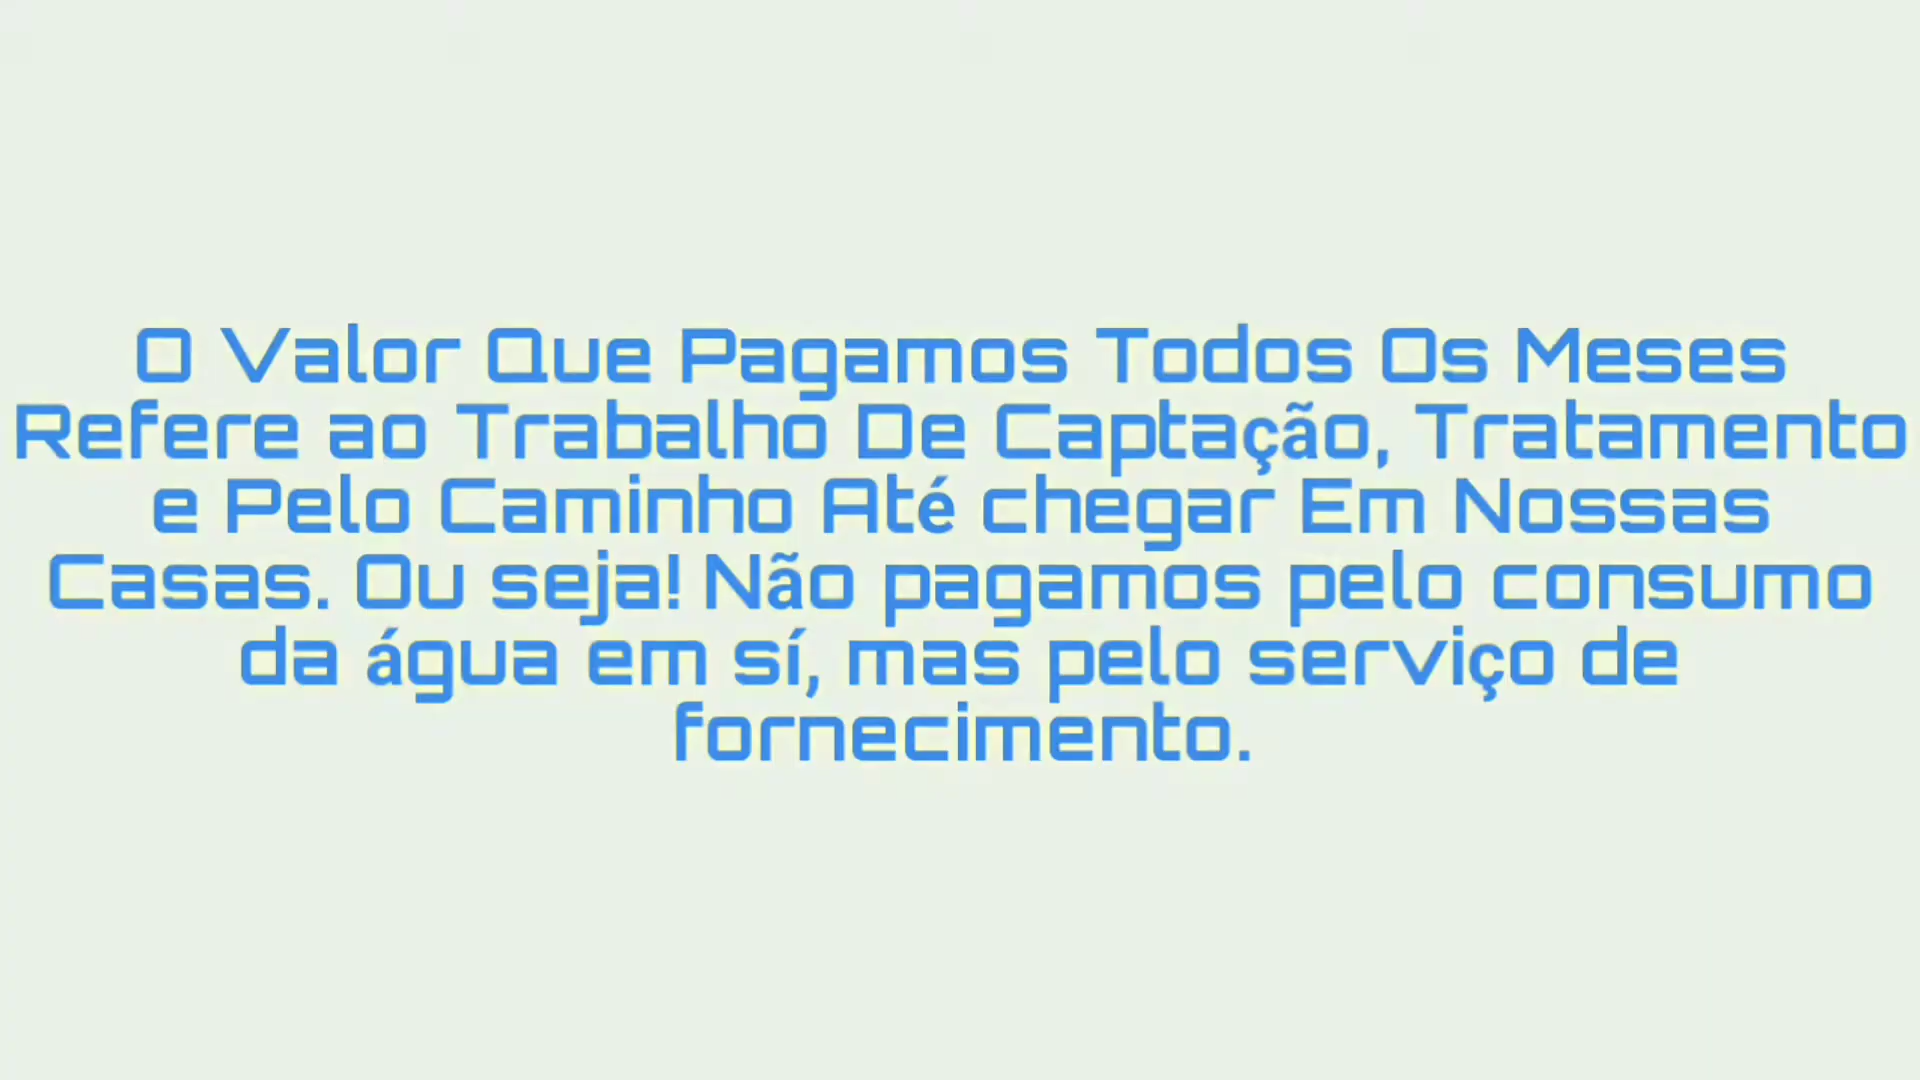 O Valor Que Pagamos Todos Os Meses
Refere ao Trabalho De Captação, Tratamento
e Pelo Caminho Até chegar Em Nossas
Casas. Ou seja! Não pagamos pelo consumo
da água em sí, mas pelo serviço de
fornecimento.